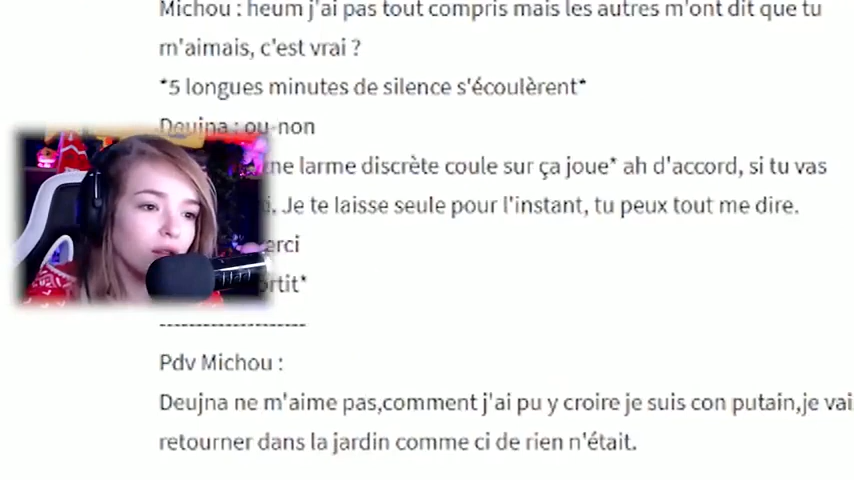 Michou : heum j'ai pas tout compris mais les autres m'ont dit que tu
m'aimais, c'est vrai ?
*5 longues minutes de silence s'écoulèrent*
Deujna : ou-non
larme discrète coule sur ça joue* ah d'accord, si tu vas
Je te laisse seule pour l'instant, tu peux tout me dire.
---------------------
Pdv Michou :
Deujna ne m'aime pas,comment j'ai pu y croire je suis con putain,je vai
retourner dans la jardin comme ci de rien n'était.